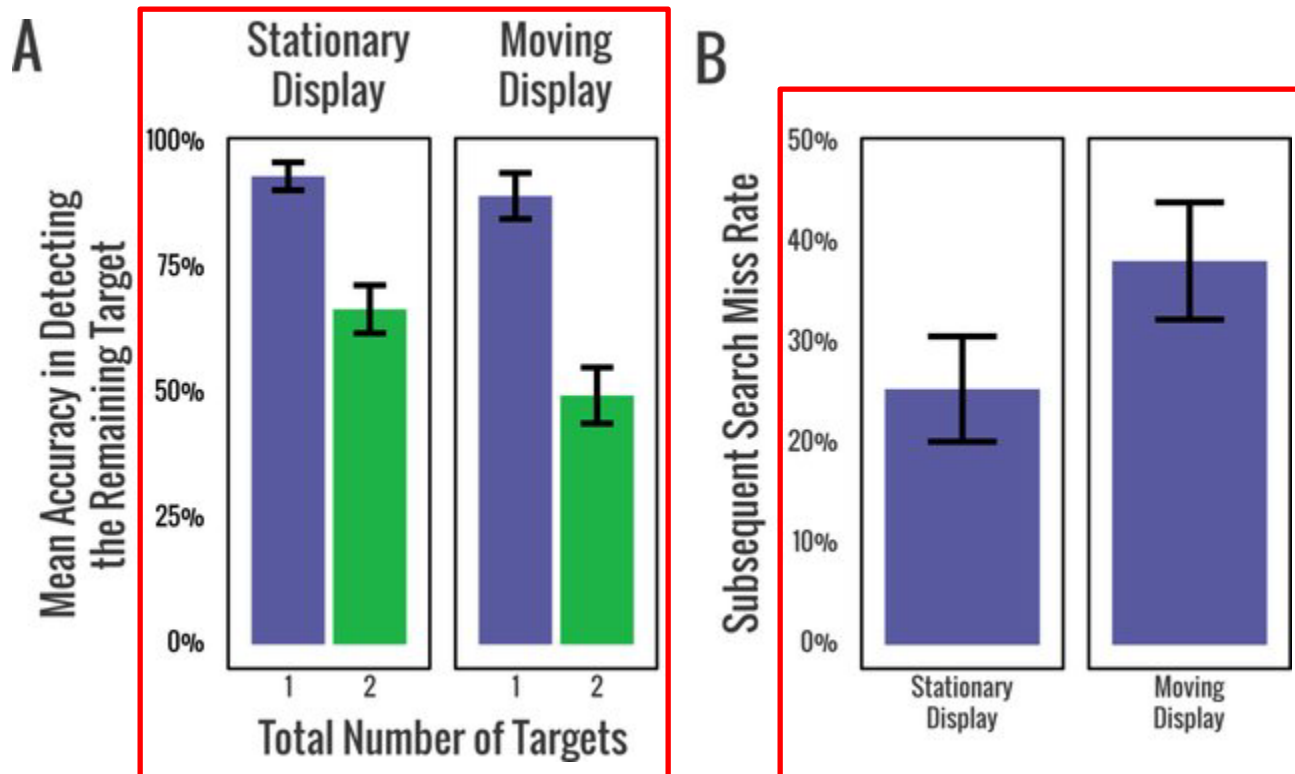 A
Stationary
Display
Moving
Display
Mean Accuracy in Detecting
the Remaining Target
100%
75%
50%
25%
0%
1
2
1
2
Total Number of Targets
B
Subsequent Search Miss Rate
50%
40%
30%
20%
10%
0%
Stationary
Display
Moving
Display